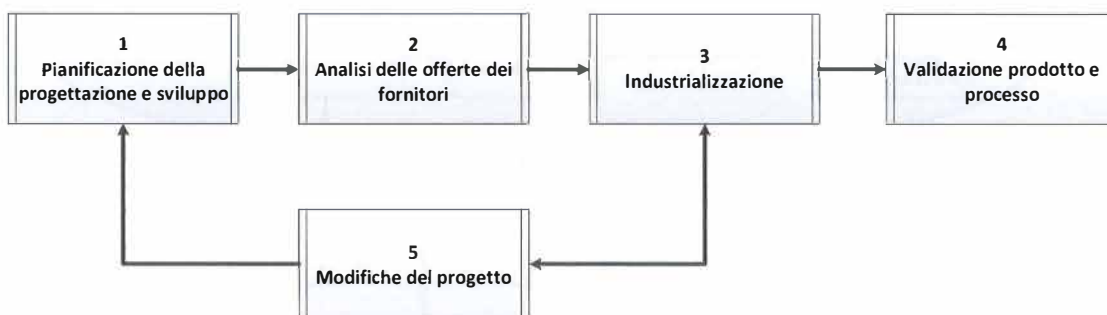 1
Pianificazione della
progettazione e sviluppo
2
Analisi delle offerte dei
fornitori
3
Industrializzazione
4
Validazione prodotto e
processo
5
Modifiche del progetto